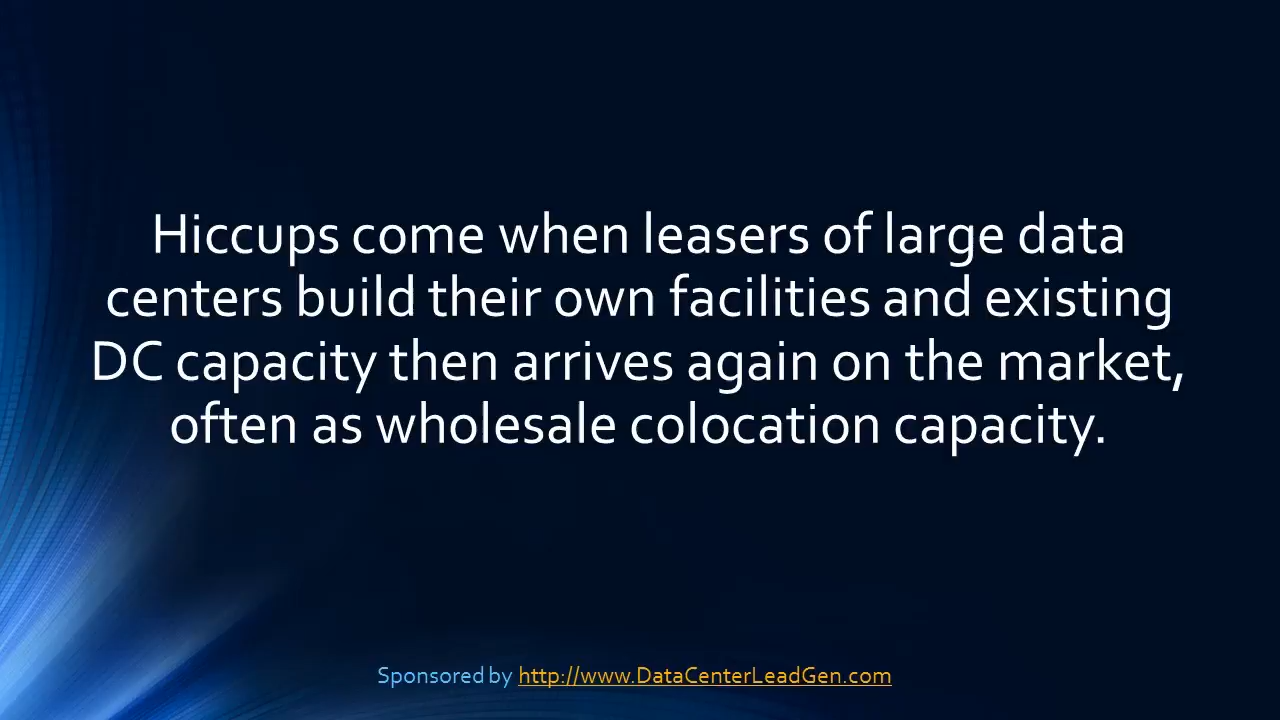 Hiccups come when leasers of large data
centers build their own facilities and existing
DC capacity then arrives again on the market,
often as wholesale colocation capacity.
Sponsored by http://www.DataCenterLeadGen.com